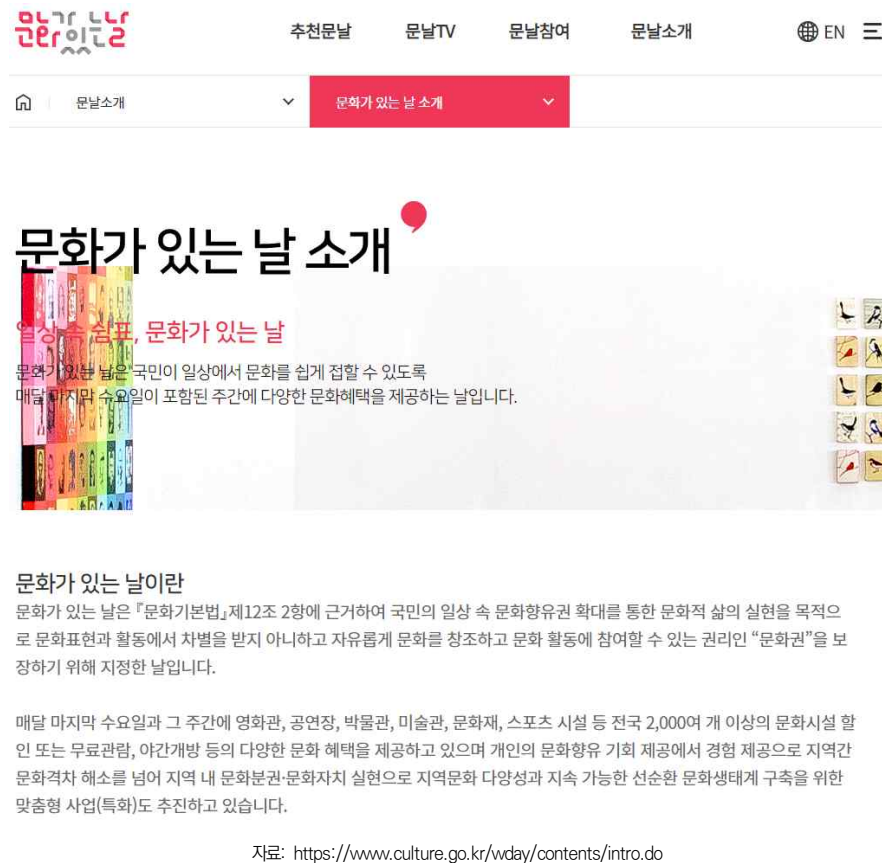 문화가 있는 날
추천문날 문날TV 문날참여 문날소개 EN
문날소개 문화가 있는 날 소개
문화가 있는 날 소개
일상 속 쉼표, 문화가 있는 날
문화가 있는 날은 국민이 일상에서 문화를 쉽게 접할 수 있도록
매달 마지막 수요일이 포함된 주간에 다양한 문화혜택을 제공하는 날입니다.
문화가 있는 날이란
문화가 있는 날은 『문화기본법』제12조 2항에 근거하여 국민의 일상 속 문화향유권 확대를 통한 문화적 삶의 실현을 목적으
로 문화표현과 활동에서 차별을 받지 아니하고 자유롭게 문화를 창조하고 문화 활동에 참여할 수 있는 권리인 “문화권”을 보
장하기 위해 지정한 날입니다.
매달 마지막 수요일과 그 주간에 영화관, 공연장, 박물관, 미술관, 문화재, 스포츠 시설 등 전국 2,000여 개 이상의 문화시설 할
인 또는 무료관람, 야간개방 등의 다양한 문화 혜택을 제공하고 있으며 개인의 문화향유 기회 제공에서 경험 제공으로 지역간
문화격차 해소를 넘어 지역 내 문화분권·문화자치 실현으로 지역문화 다양성과 지속 가능한 선순환 문화생태계 구축을 위한
맞춤형 사업(특화)도 추진하고 있습니다.
자료: https://www.culture.go.kr/wday/contents/intro.do